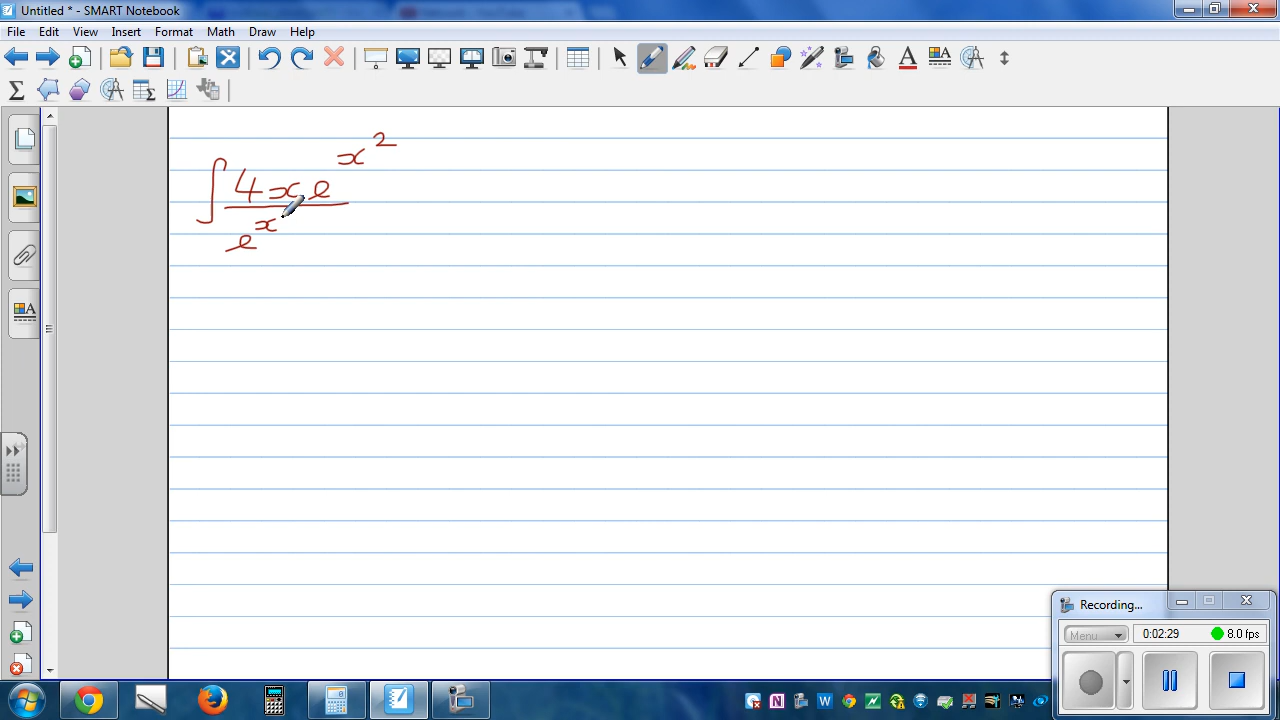 Untitled * - SMART Notebook
File Edit View Insert Format Math Draw Help
∫ 4xe^x^2
e^x
Recording...
Menu 0:02:29 8.0 fps